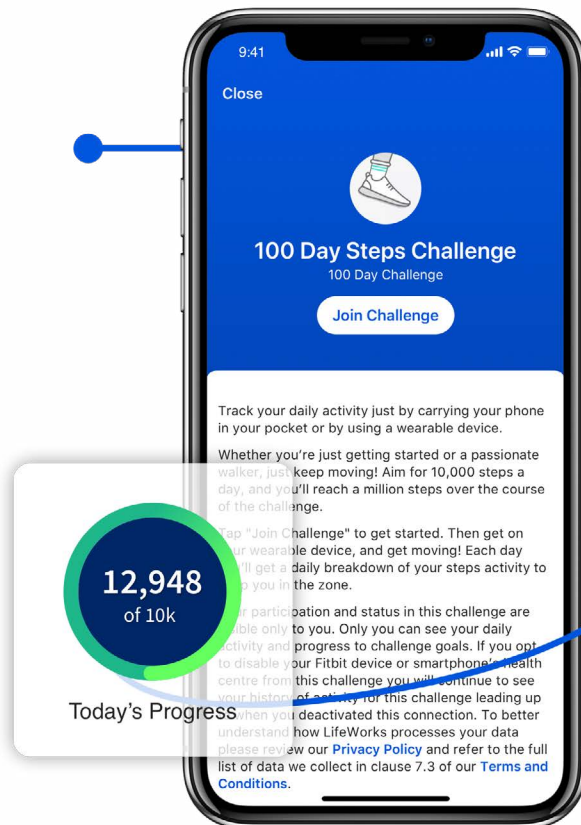 9:41
Close
100 Day Steps Challenge
100 Day Challenge
Join Challenge
Track your daily activity just by carrying your phone
in your pocket or by using a wearable device.
Whether you're just getting started or a passionate
walker, just keep moving! Aim for 10,000 steps a
day, and you'll reach a million steps over the course
of the challenge.
Tap "Join Challenge" to get started. Then get on
your wearable device, and get moving! Each day
you'll get a daily breakdown of your steps activity to
keep you in the zone.
Your participation and status in this challenge are
visible only to you. Only you can see your daily
activity and progress to challenge goals. If you opt
to disable your Fitbit device or smartphone's health
centre from this challenge you will continue to see
your history of activity for this challenge leading up
to when you deactivated this connection. To better
understand how LifeWorks processes your data
please review our Privacy Policy and refer to the full
list of data we collect in clause 7.3 of our Terms and
Conditions.
12,948
of 10k
Today's Progress